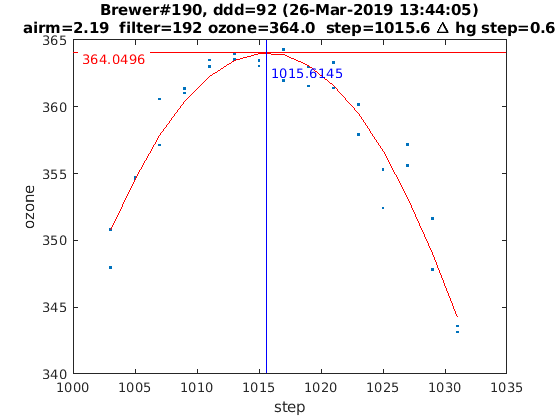 Brewer#190, ddd=92 (26-Mar-2019 13:44:05)
airm=2.19 filter=192 ozone=364.0 step=1015.6 Δ hg step=0.6
365
364.0496
1015.6145
360
355
350
345
340
ozone
1000 1005 1010 1015 1020 1025 1030 1035
step